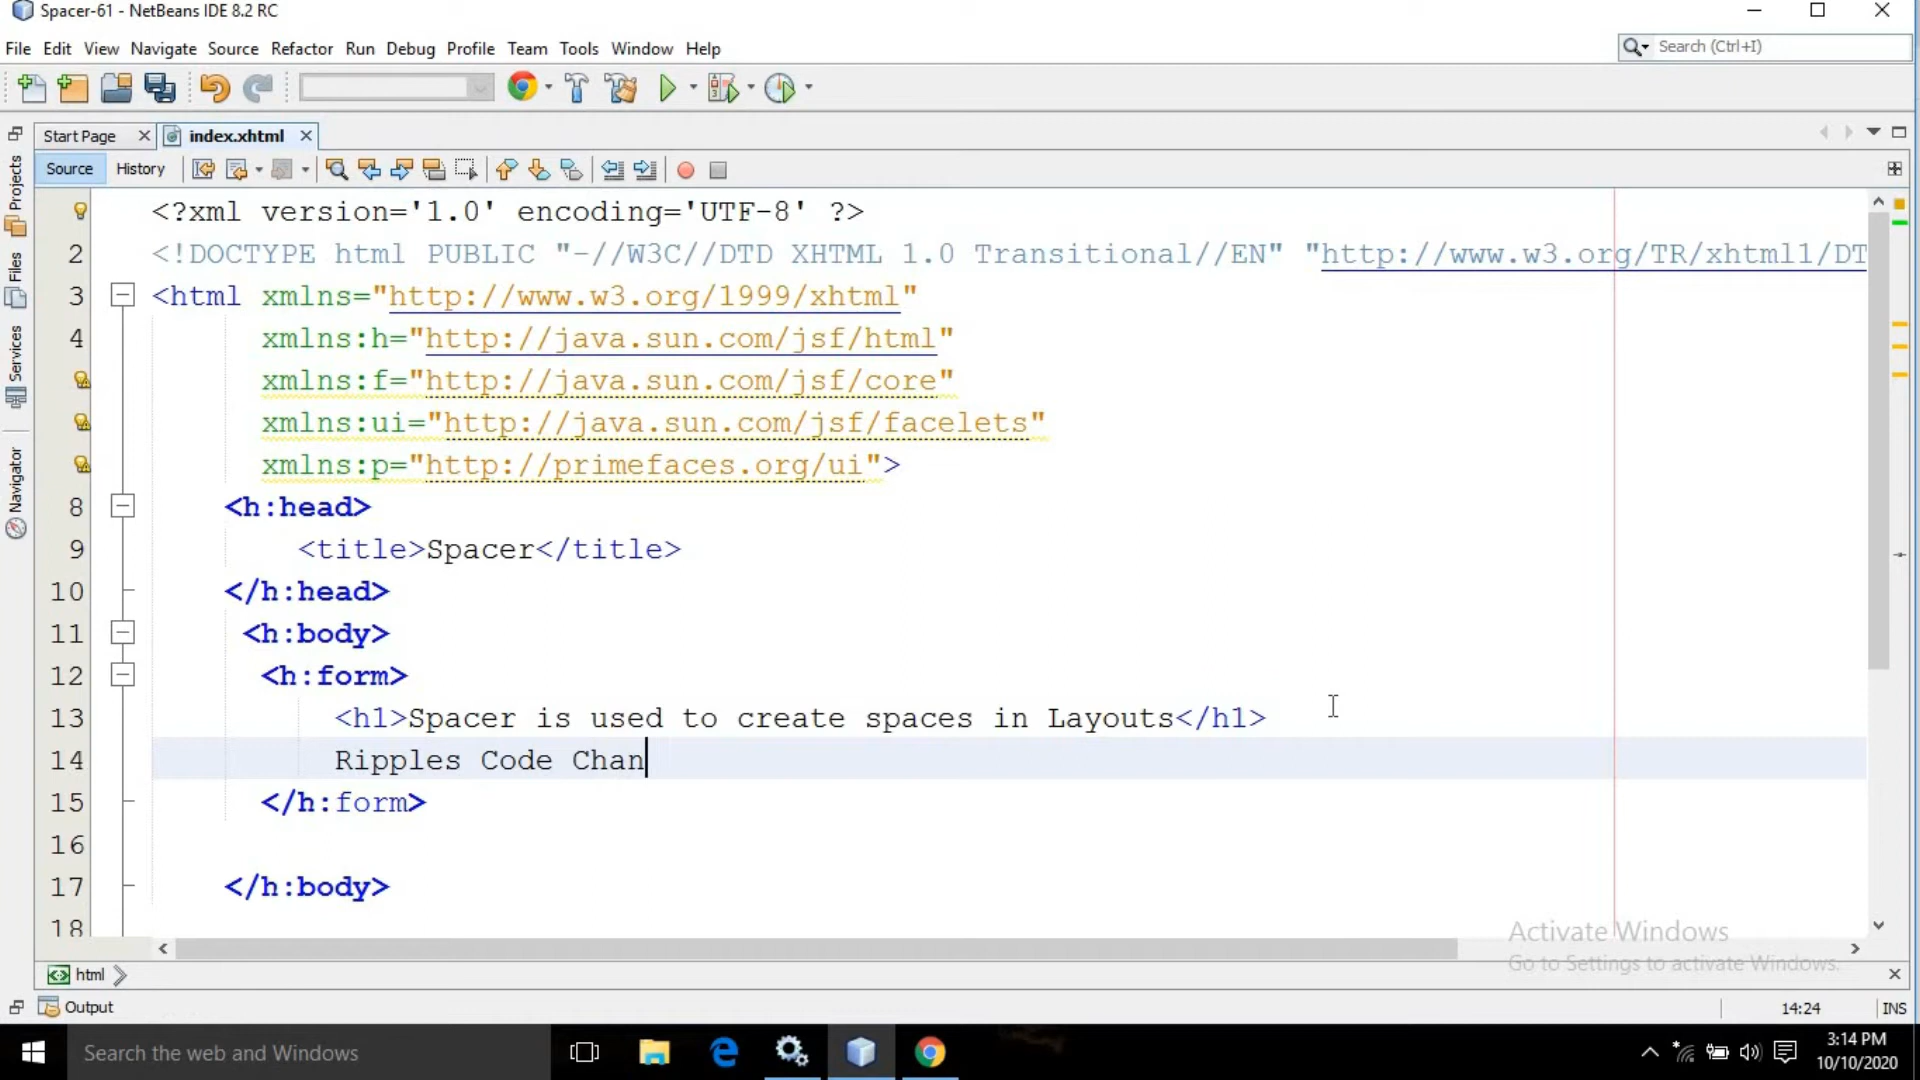 Spacer-61 - NetBeans IDE 8.2 RC
File Edit View Navigate Source Refactor Run Debug Profile Team Tools Window Help
Search (Ctrl+I)
Start Page
index.xhtml
Source History
Projects
Files
Services
Navigator
<?xml version='1.0' encoding='UTF-8' ?>
2 <!DOCTYPE html PUBLIC "-//W3C//DTD XHTML 1.0 Transitional//EN" "http://www.w3.org/TR/xhtml1/DT
3 <html xmlns="http://www.w3.org/1999/xhtml"
4 xmlns:h="http://java.sun.com/jsf/html"
xmlns:f="http://java.sun.com/jsf/core"
xmlns:ui="http://java.sun.com/jsf/facelets"
xmlns:p="http://primefaces.org/ui">
8 <h:head>
9 <title>Spacer</title>
10 </h:head>
11 <h:body>
12 <h:form>
13 <h1>Spacer is used to create spaces in Layouts</h1>
14 Ripples Code Chan
15 </h:form>
16
17 </h:body>
18
Activate Windows
Go to Settings to activate Windows.
html
Output
14:24 INS
Search the web and Windows
3:14 PM
10/10/2020